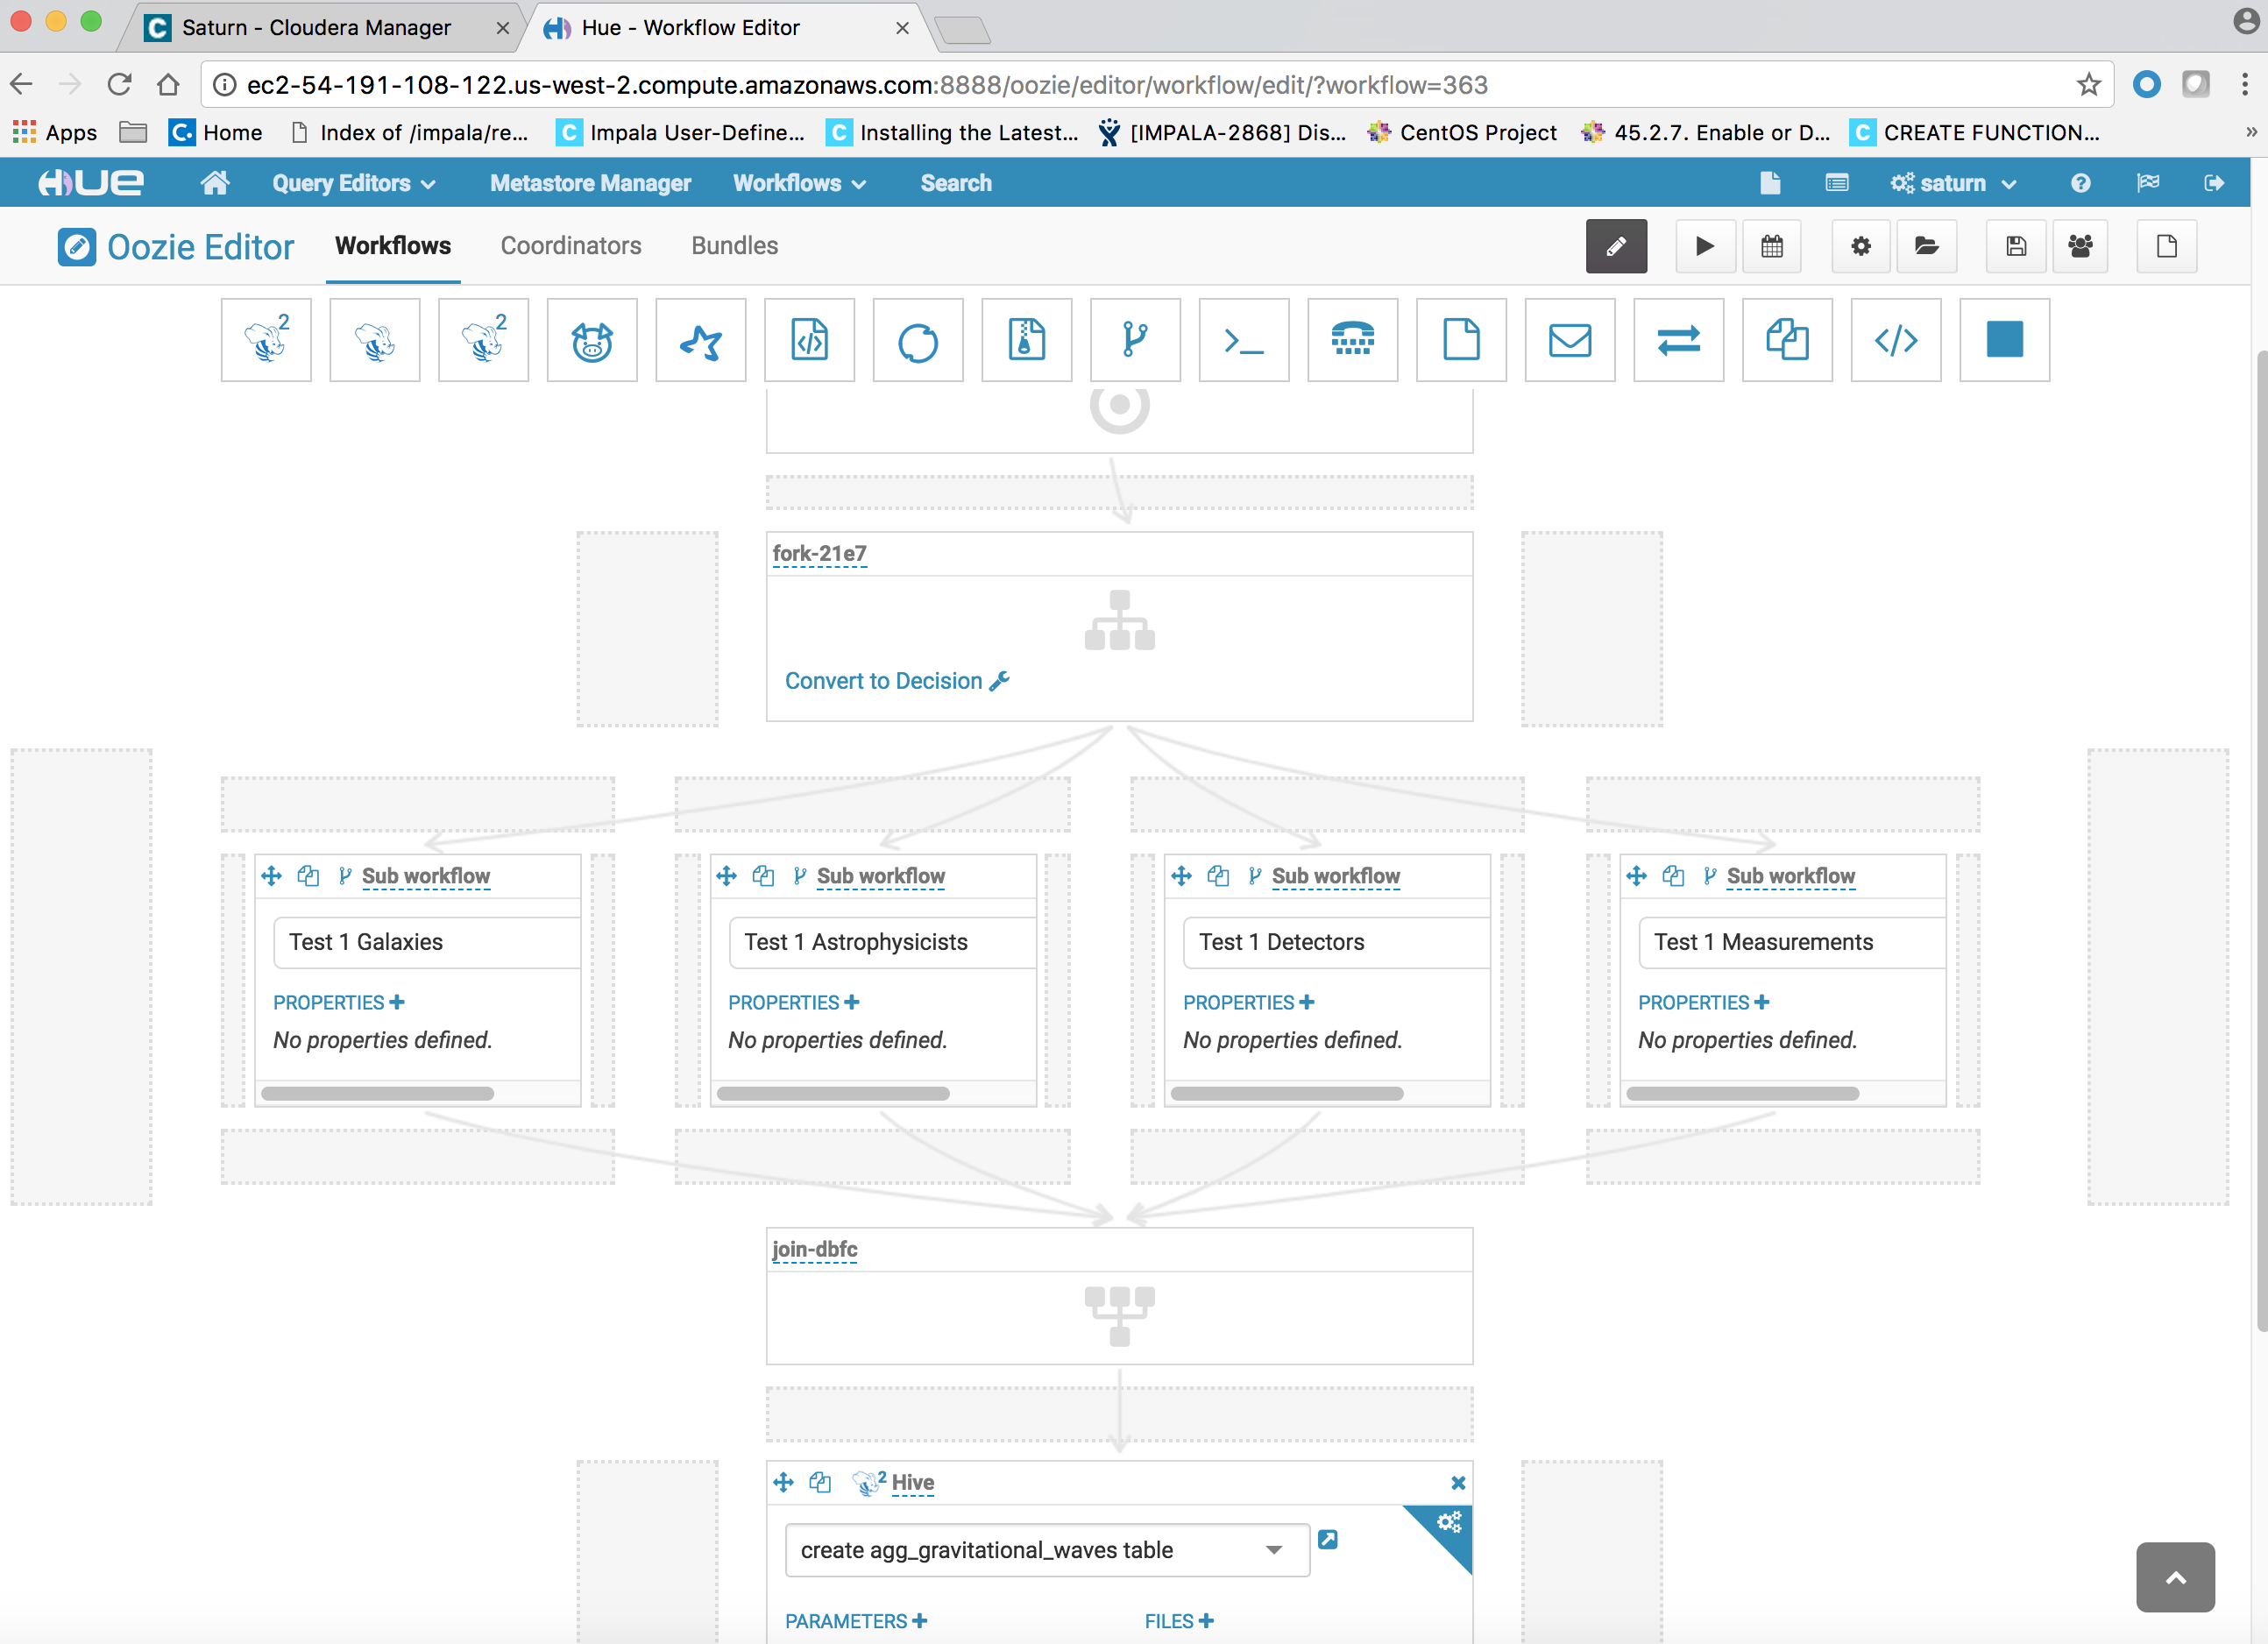 Saturn - Cloudera Manager
Hue - Workflow Editor
ec2-54-191-108-122.us-west-2.compute.amazonaws.com:8888/oozie/editor/workflow/edit/?workflow=363
Apps Home Index of /impala/re... Impala User-Define... Installing the Latest... [IMPALA-2868] Dis... CentOS Project 45.2.7. Enable or D... CREATE FUNCTION... »
HUE Query Editors Metastore Manager Workflows Search saturn
Oozie Editor Workflows Coordinators Bundles
2 2
fork-21e7
Convert to Decision
Sub workflow Sub workflow Sub workflow Sub workflow
Test 1 Galaxies Test 1 Astrophysicists Test 1 Detectors Test 1 Measurements
PROPERTIES + PROPERTIES + PROPERTIES + PROPERTIES +
No properties defined. No properties defined. No properties defined. No properties defined.
join-dbfc
2 Hive
create agg_gravitational_waves table
PARAMETERS + FILES +